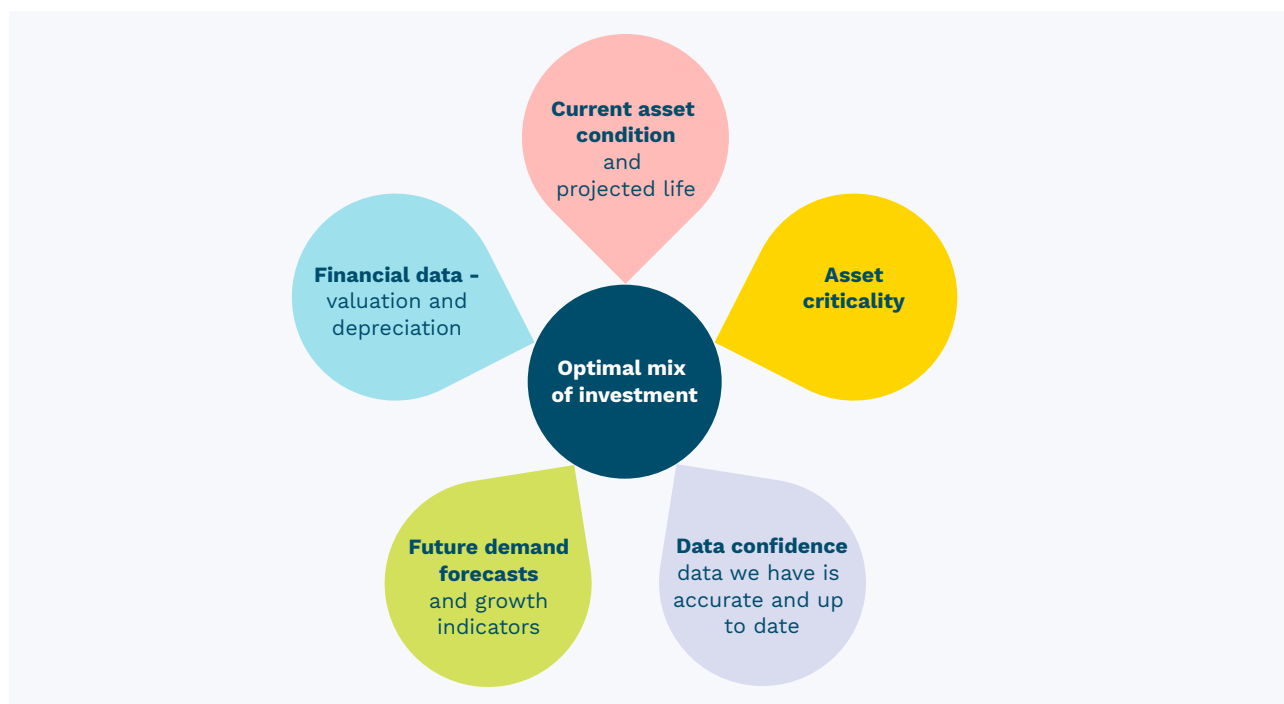 Current asset
condition
and
projected life
Financial data -
valuation and
depreciation
Asset
criticality
Optimal mix
of investment
Future demand
forecasts
and growth
indicators
Data confidence
data we have is
accurate and up
to date